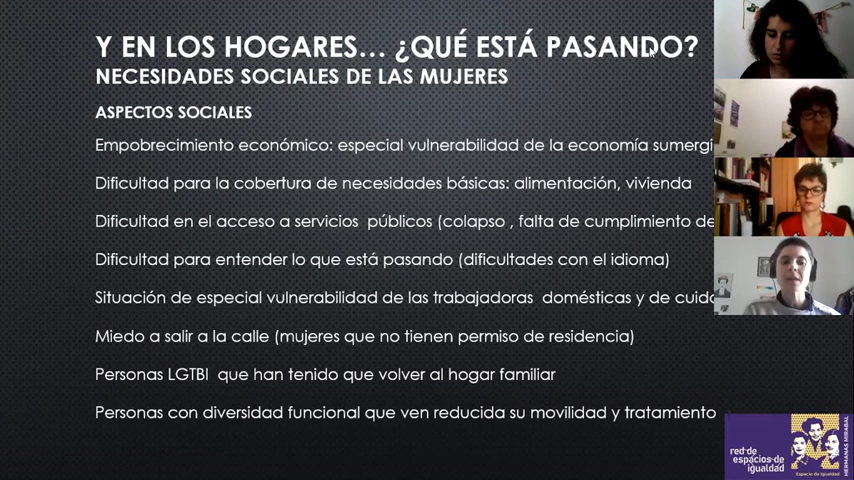 Y EN LOS HOGARES... ¿QUÉ ESTÁ PASANDO?
NECESIDADES SOCIALES DE LAS MUJERES
ASPECTOS SOCIALES
Empobrecimiento económico: especial vulnerabilidad de la economía sumergi
Dificultad para la cobertura de necesidades básicas: alimentación, vivienda
Dificultad en el acceso a servicios  públicos (colapso , falta de cumplimiento de
Dificultad para entender lo que está pasando (dificultades con el idioma)
Situación de especial vulnerabilidad de las trabajadoras  domésticas y de cuida
Miedo a salir a la calle (mujeres que no tienen permiso de residencia)
Personas LGTBI  que han tenido que volver al hogar familiar
Personas con diversidad funcional que ven reducida su movilidad y tratamiento
red de
espacios de
igualdad
Espacio de Igualdad
HERMANAS MIRABAL